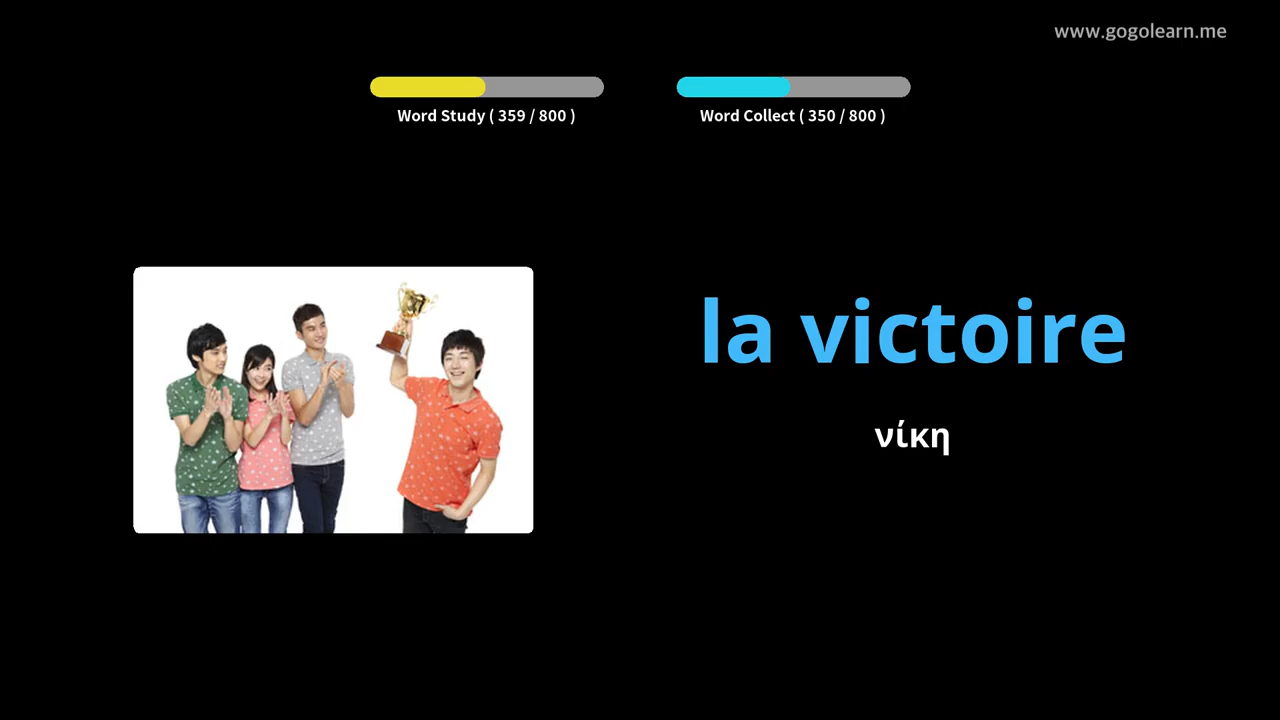 www.gogolearn.me
Word Study ( 359 / 800 )
Word Collect ( 350 / 800 )
la victoire
νίκη